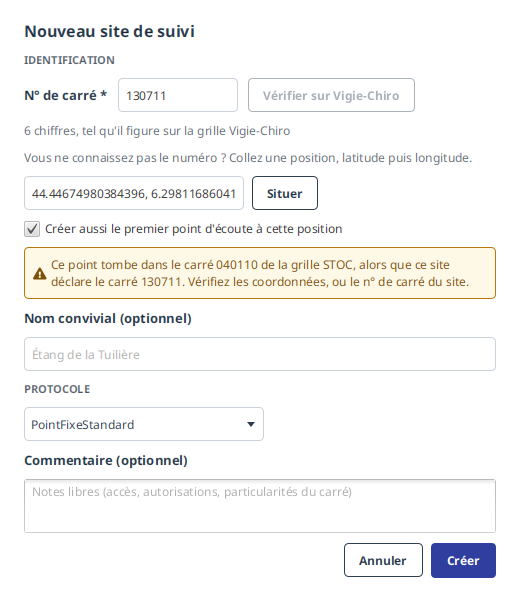 Nouveau site de suivi
IDENTIFICATION
N° de carré * 130711 Vérifier sur Vigie-Chiro
6 chiffres, tel qu'il figure sur la grille Vigie-Chiro
Vous ne connaissez pas le numéro ? Collez une position, latitude puis longitude.
44.44674980384396, 6.29811686041 Situer
Créer aussi le premier point d'écoute à cette position
Ce point tombe dans le carré 040110 de la grille STOC, alors que ce site
déclare le carré 130711. Vérifiez les coordonnées, ou le n° de carré du site.
Nom convivial (optionnel)
Étang de la Tuilière
PROTOCOLE
PointFixeStandard
Commentaire (optionnel)
Notes libres (accès, autorisations, particularités du carré)
Annuler Créer